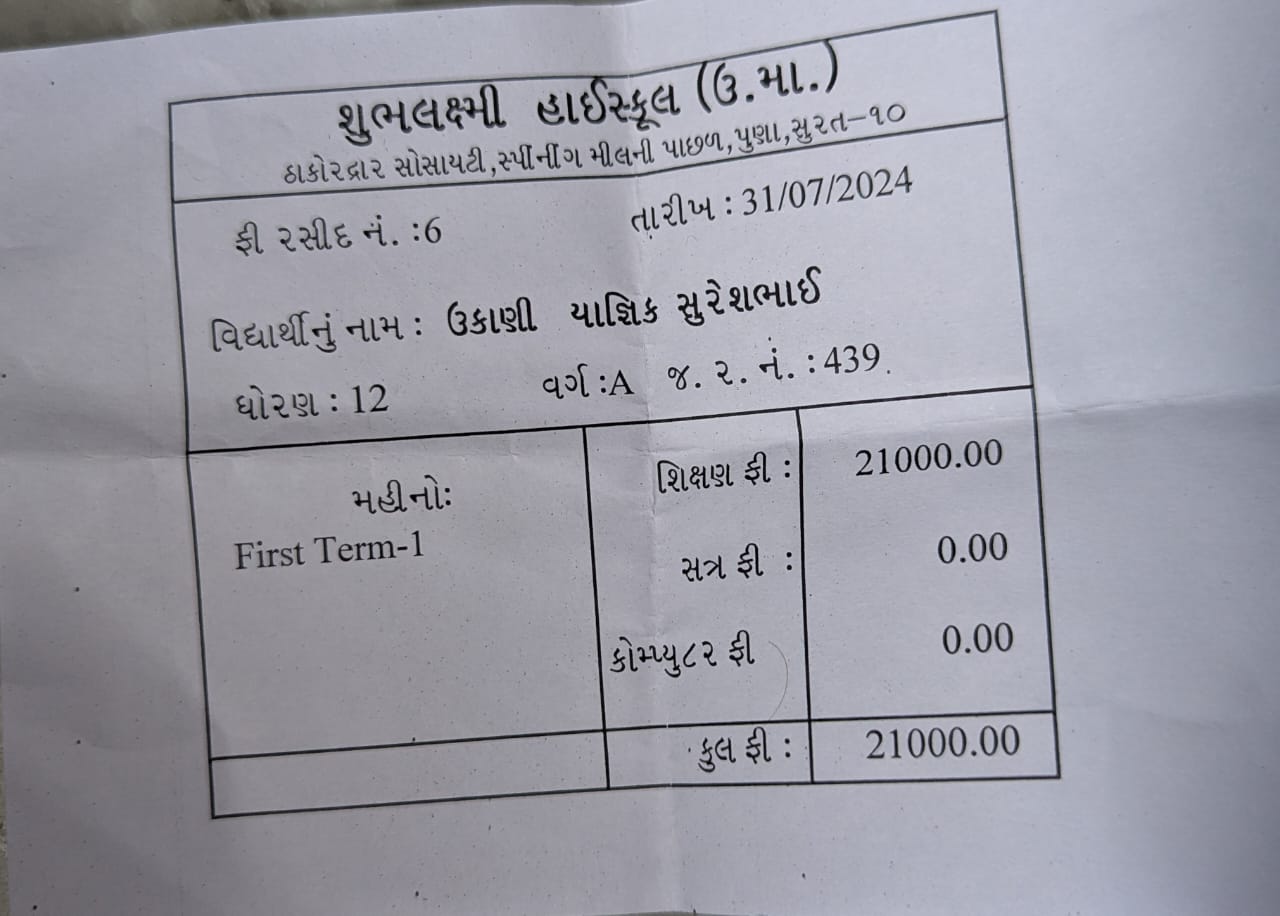 શુભલક્ષ્મી હાઈસ્કૂલ (ઉ.મા.)
ઠાકોરદ્વાર સોસાયટી,સ્પીનીંગ મીલની પાછળ,પુણા,સુરત-૧૦
ફી રસીદ નં. :6 તારીખ : 31/07/2024
વિદ્યાર્થીનું નામ : ઉકાણી યાજ્ઞિક સુરેશભાઈ
ધોરણ : 12 વર્ગ :A જ. ર. નં. : 439
મહીનો: શિક્ષણ ફી : 21000.00
First Term-1
સત્ર ફી : 0.00
કોમ્પ્યુટર ફી 0.00
કુલ ફી : 21000.00